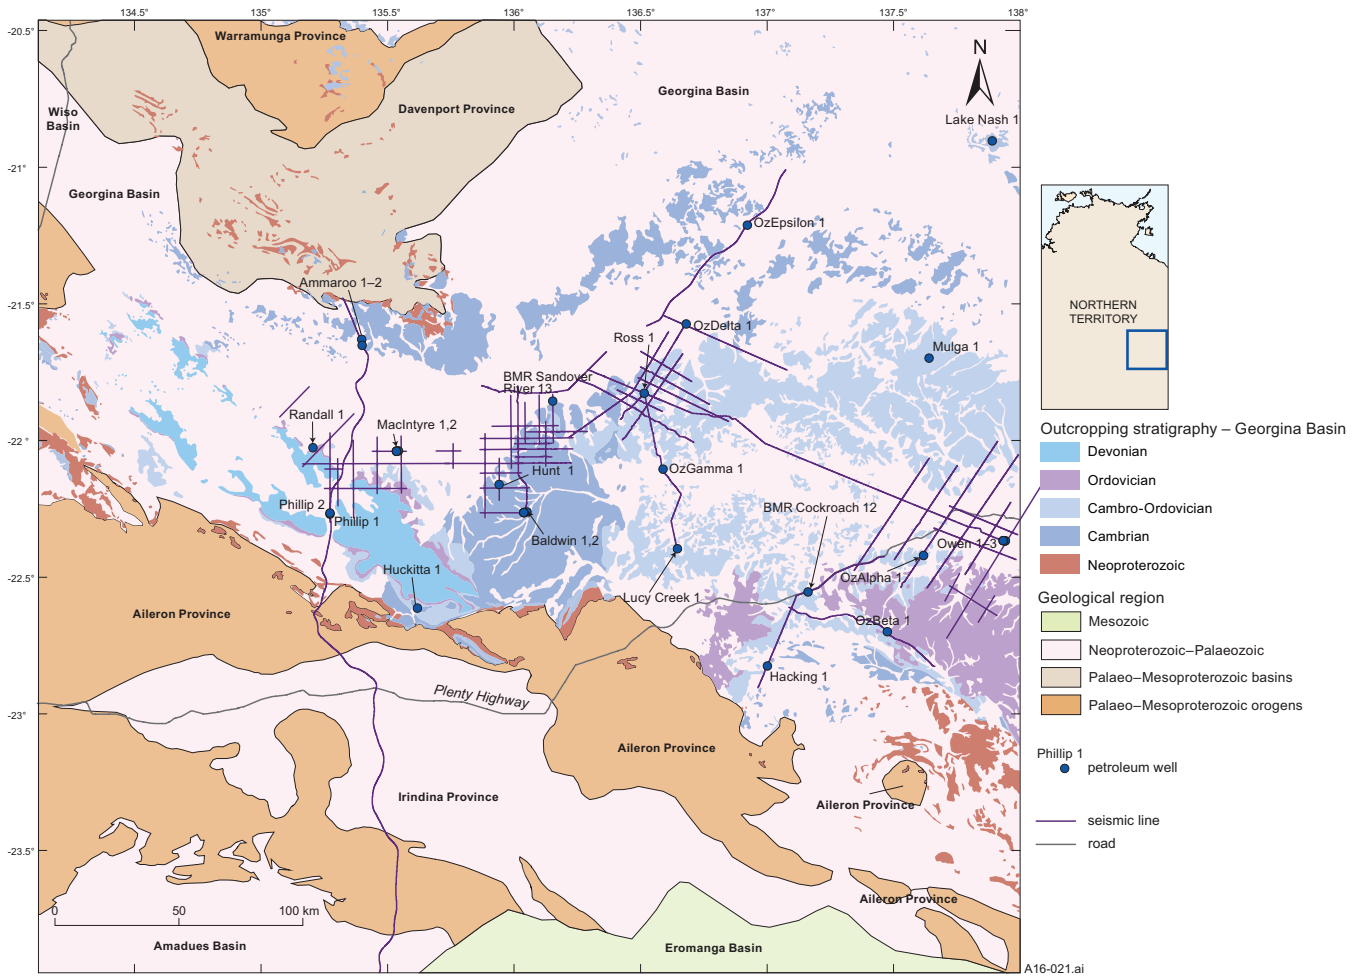 134.5°
135°
135.5°
136°
136.5°
137°
137.5°
138°
-20.5°
-21°
-21.5°
-22°
-22.5°
-23°
-23.5°
Warramunga Province
Davenport Province
Georgina Basin
Wiso
Basin
Georgina Basin
N
Lake Nash 1
OzEpsilon 1
Ammaroo 1–2
OzDelta 1
Ross 1
Mulga 1
BMR Sandover
River 13
Randall 1
MacIntyre 1,2
Hunt 1
OzGamma 1
Phillip 2
Phillip 1
BMR Cockroach 12
Baldwin 1,2
Owen 1–3
Huckitta 1
OzAlpha 1
Lucy Creek 1
Aileron Province
OzBeta 1
Hacking 1
Plenty Highway
Aileron Province
Irindina Province
Aileron Province
Aileron Province
0
50
100 km
Amadues Basin
Eromanga Basin
A16-021.ai
NORTHERN
TERRITORY
Outcropping stratigraphy – Georgina Basin
Devonian
Ordovician
Cambro-Ordovician
Cambrian
Neoproterozoic
Geological region
Mesozoic
Neoproterozoic–Palaeozoic
Palaeo–Mesoproterozoic basins
Palaeo–Mesoproterozoic orogens
Phillip 1
petroleum well
seismic line
road